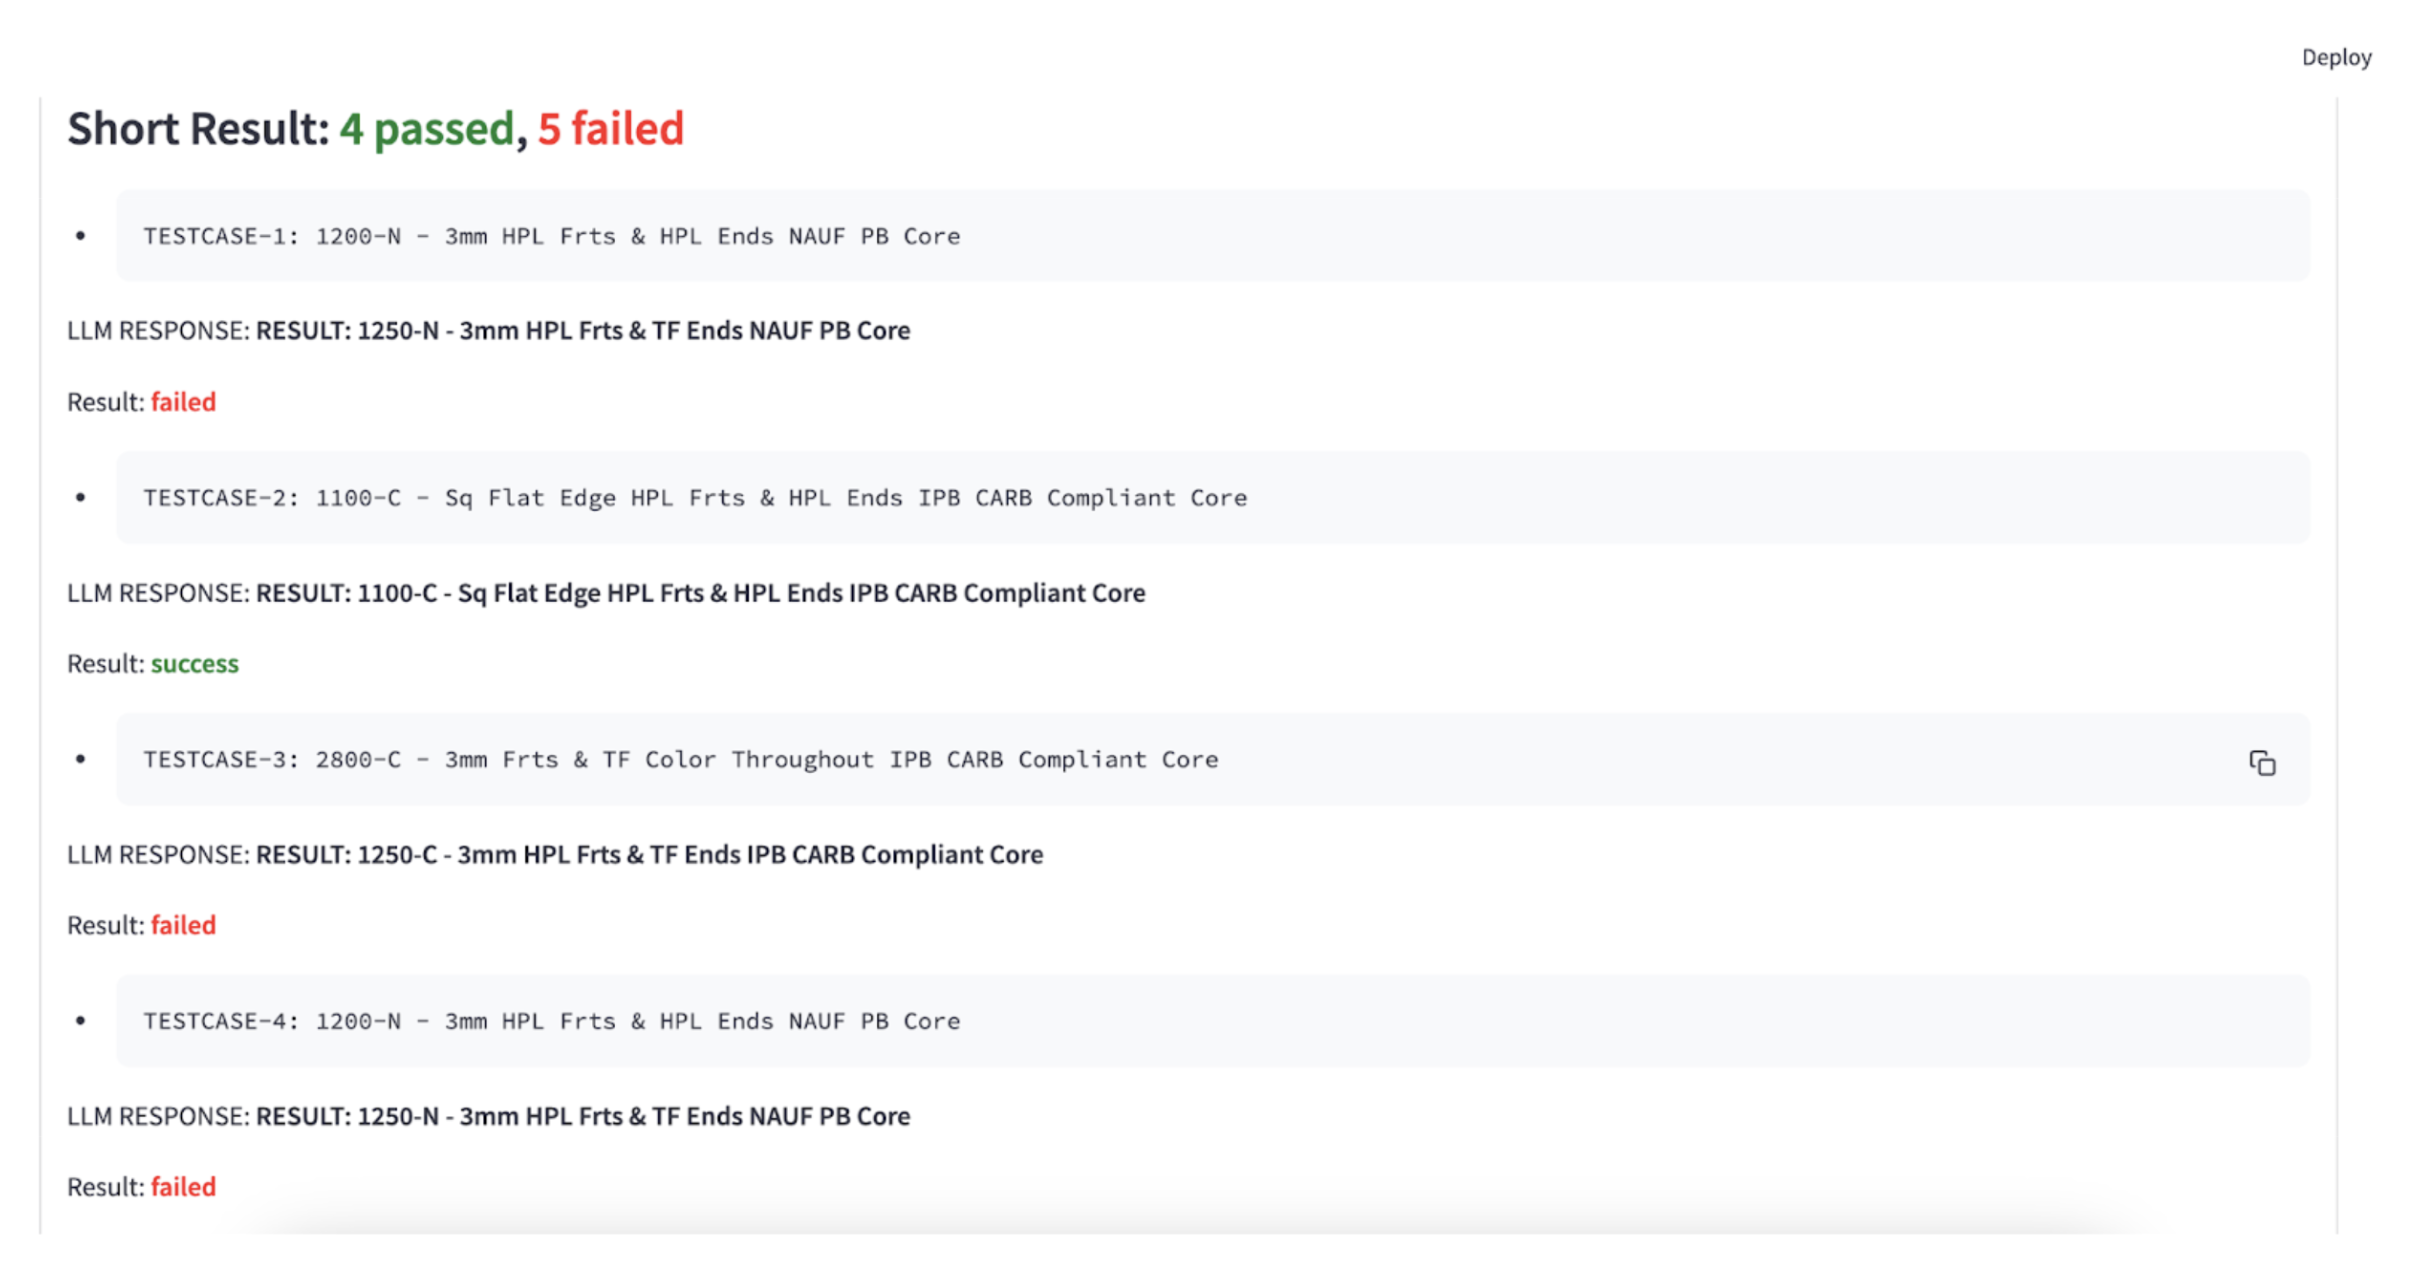 Deploy
Short Result: 4 passed, 5 failed
TESTCASE-1: 1200-N - 3mm HPL Frts & HPL Ends NAUF PB Core
LLM RESPONSE: RESULT: 1250-N - 3mm HPL Frts & TF Ends NAUF PB Core
Result: failed
TESTCASE-2: 1100-C - Sq Flat Edge HPL Frts & HPL Ends IPB CARB Compliant Core
LLM RESPONSE: RESULT: 1100-C - Sq Flat Edge HPL Frts & HPL Ends IPB CARB Compliant Core
Result: success
TESTCASE-3: 2800-C - 3mm Frts & TF Color Throughout IPB CARB Compliant Core
LLM RESPONSE: RESULT: 1250-C - 3mm HPL Frts & TF Ends IPB CARB Compliant Core
Result: failed
TESTCASE-4: 1200-N - 3mm HPL Frts & HPL Ends NAUF PB Core
LLM RESPONSE: RESULT: 1250-N - 3mm HPL Frts & TF Ends NAUF PB Core
Result: failed